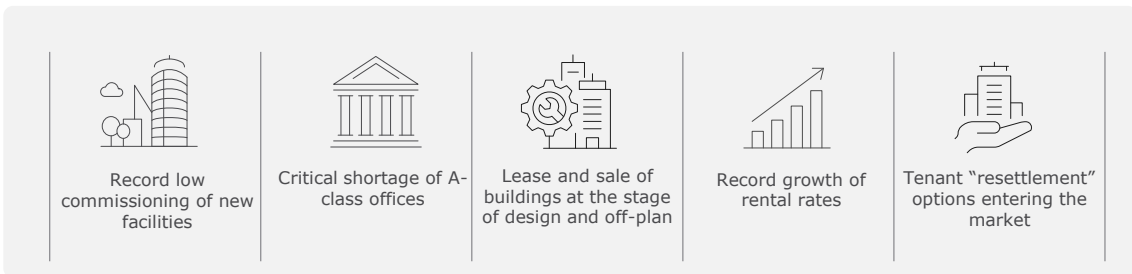 Record low
commissioning of new
facilities
Critical shortage of A-
class offices
Lease and sale of
buildings at the stage
of design and off-plan
Record growth of
rental rates
Tenant “resettlement”
options entering the
market